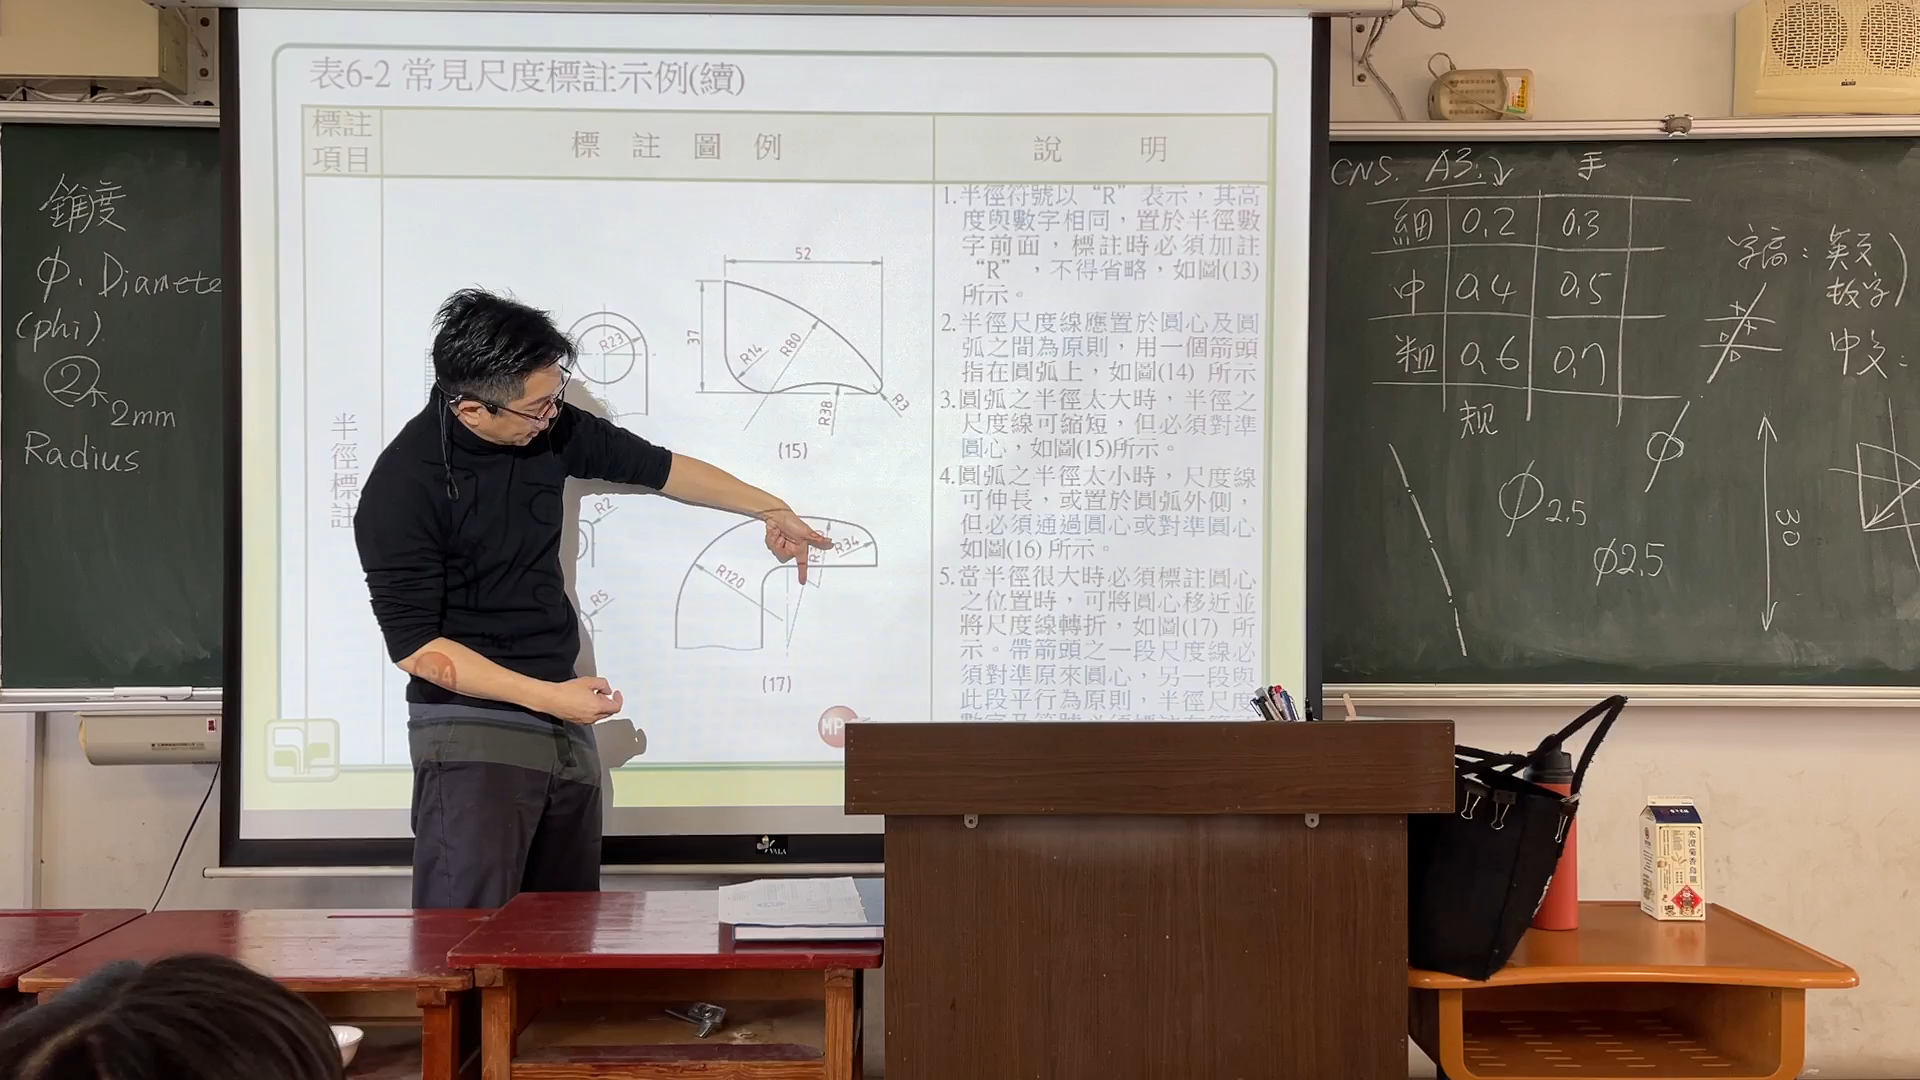 表6-2 常見尺度標註示例(續)
標註
項目
標 註 圖 例
說 明
半徑標註
R23
52
37
R14
R80
R38
R3
(15)
R2
R5
R120
R34
(17)
1.半徑符號以“R” 表示，其高
度與數字相同，置於半徑數
字前面，標註時必須加註
“R” ，不得省略，如圖(13)
所示。
2.半徑尺度線應置於圓心及圓
弧之間為原則，用一個箭頭
指在圓弧上，如圖(14) 所示
3.圓弧之半徑太大時，半徑之
尺度線可縮短，但必須對準
圓心，如圖(15)所示。
4.圓弧之半徑太小時，尺度線
可伸長，或置於圓弧外側，
但必須通過圓心或對準圓心
如圖(16) 所示。
5.當半徑很大時必須標註圓心
之位置時，可將圓心移近並
將尺度線轉折，如圖(17) 所
示。帶箭頭之一段尺度線必
須對準原來圓心，另一段與
此段平行為原則，半徑尺度
MP
VALA
錐度
φ. Diamete
(phi).
2
2mm
Radius
CNS. A3.
手
細 0.2 0.3
中 0.4 0.5
粗 0.6 0.7
規
字高：英文
數字
中文：
φ
φ2.5
φ2.5
30